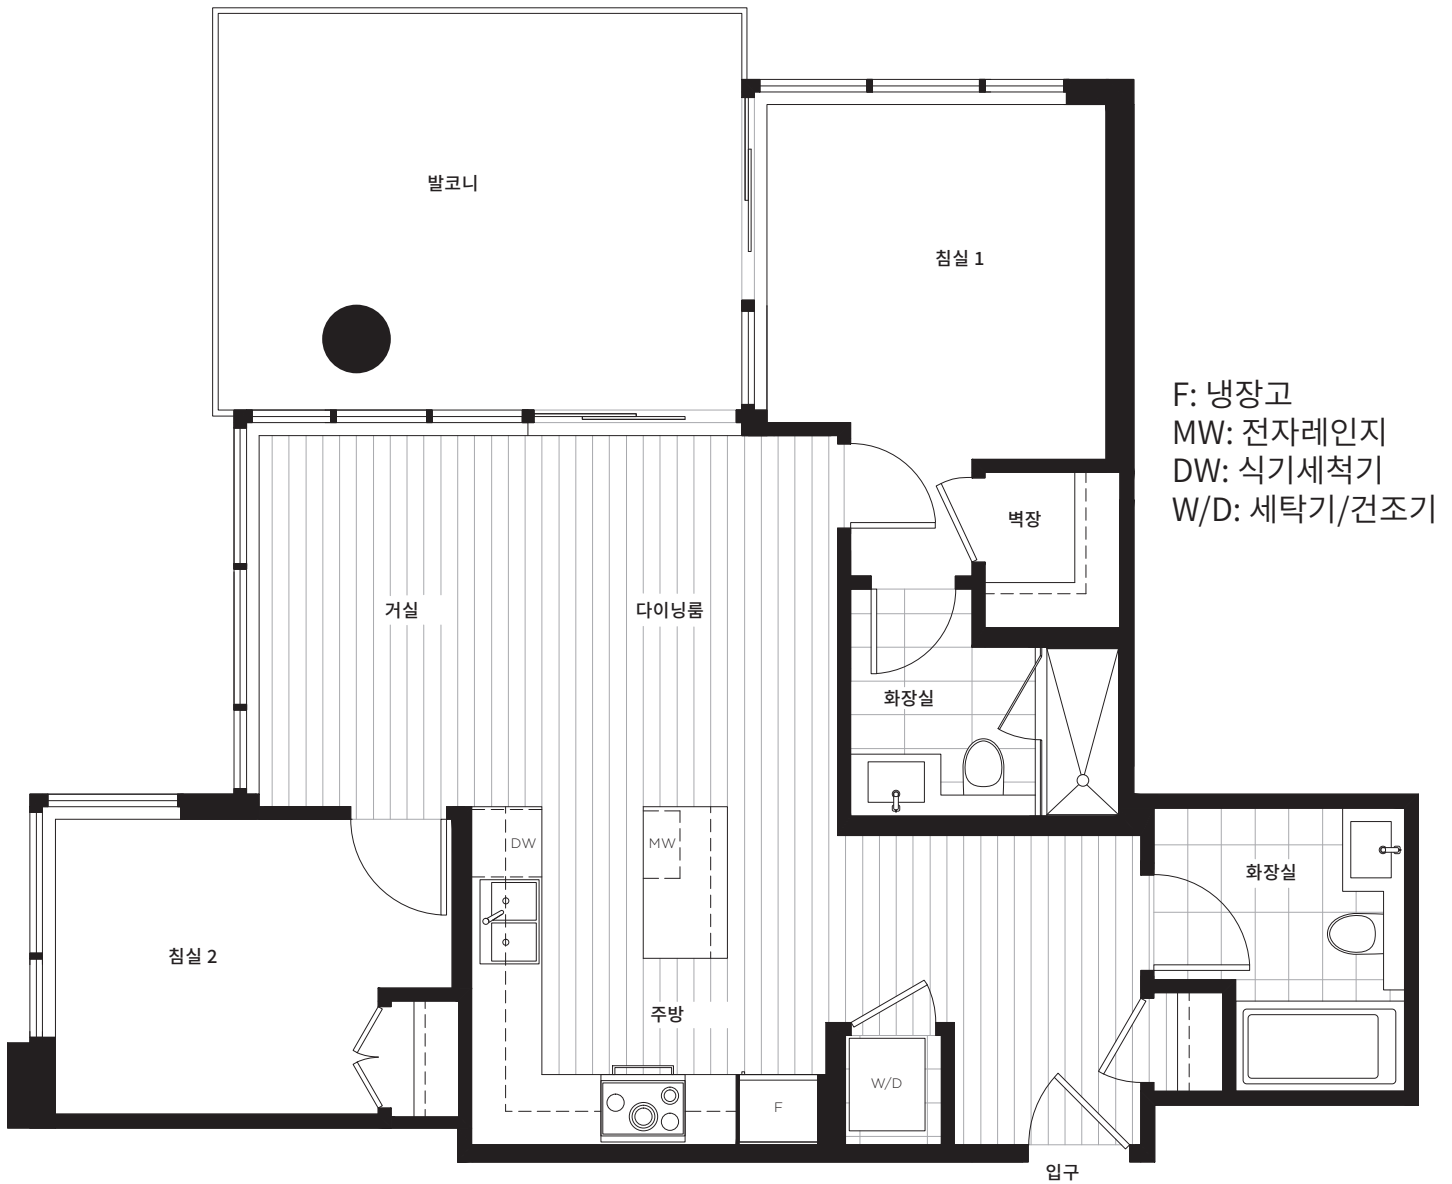 발코니
침실 1
F: 냉장고
MW: 전자레인지
DW: 식기세척기
W/D: 세탁기/건조기
벽장
거실
다이닝룸
화장실
DW
MW
화장실
침실 2
주방
W/D
F
입구